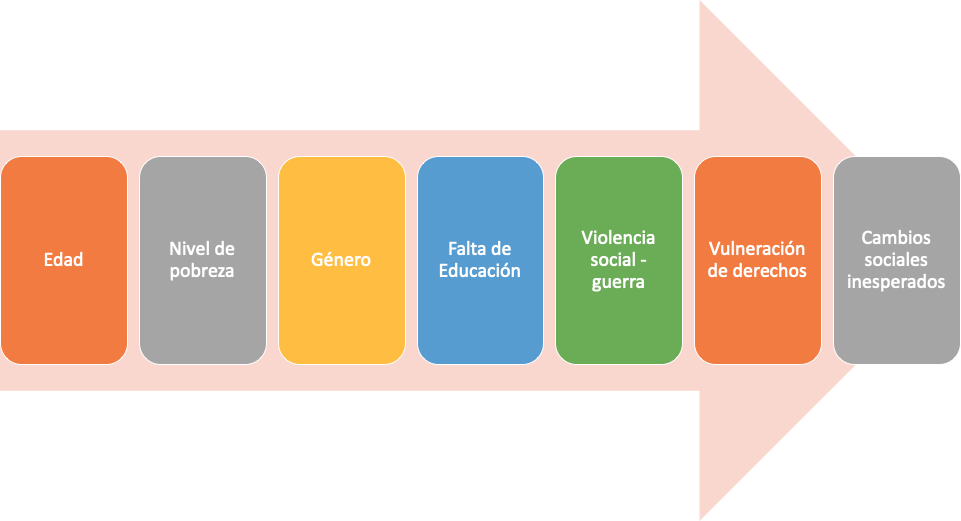 Edad
Nivel de
pobreza
Género
Falta de
Educación
Violencia
social -
guerra
Vulneración
de derechos
Cambios
sociales
inesperados